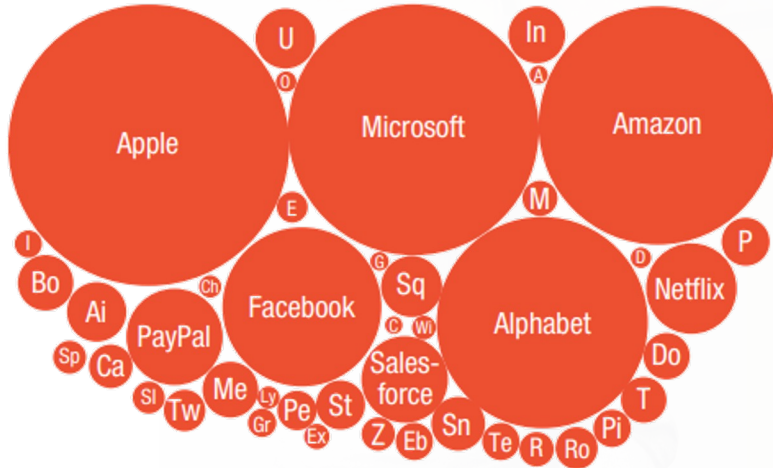 U
In
O
A
Apple
Microsoft
Amazon
E
M
I
G
D
P
Bo
Ch
Sq
Netflix
Ai
Facebook
Alphabet
PayPal
C
Wi
Sp
Ca
Sales-
force
Do
Sl
Tw
Me
Ly
Gr
Pe
Ex
St
Z
Eb
Sn
Te
R
Ro
Pi
T